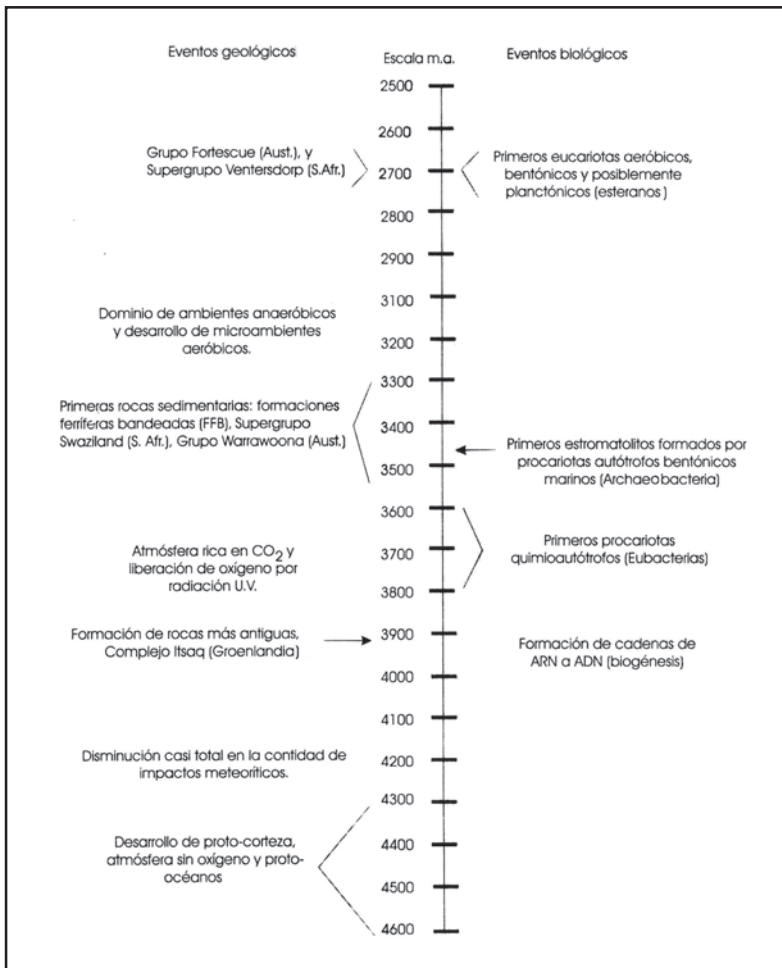 Eventos geológicos
Escala m.a.
Eventos biológicos
2500
2600
Grupo Fortescue (Aust.), y
Supergrupo Ventersdorp (S.Afr.)
2700
Primeros eucariotas aeróbicos,
bentónicos y posiblemente
planctónicos (esteranos )
2800
2900
3100
Dominio de ambientes anaeróbicos
y desarrollo de microambientes
aeróbicos.
3200
3300
Primeras rocas sedimentarias: formaciones
ferríferas bandeadas (FFB), Supergrupo
Swaziland (S. Afr.), Grupo Warrawoona (Aust.)
3400
3500
Primeros estromatolitos formados por
procariotas autótrofos bentónicos
marinos (Archaeobacteria)
3600
Atmósfera rica en CO2 y
liberación de oxígeno por
radiación U.V.
3700
Primeros procariotas
quimioautótrofos (Eubacterias)
3800
Formación de rocas más antiguas,
Complejo Itsaq (Groenlandia)
3900
Formación de cadenas de
ARN a ADN (biogénesis)
4000
4100
Disminución casi total en la contidad de
impactos meteoríticos.
4200
4300
Desarrollo de proto-corteza,
atmósfera sin oxígeno y proto-
océanos
4400
4500
4600